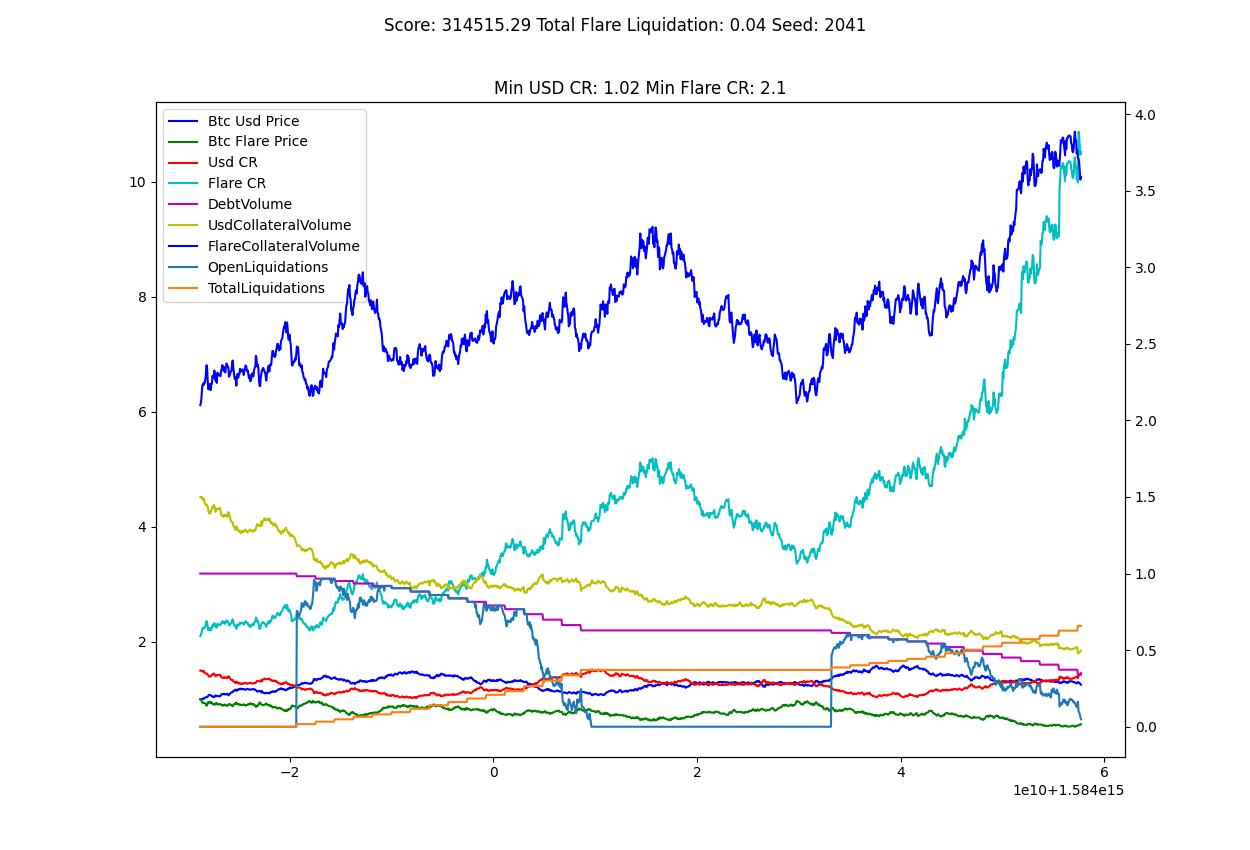 Score: 314515.29 Total Flare Liquidation: 0.04 Seed: 2041
Min USD CR: 1.02 Min Flare CR: 2.1
Btc Usd Price
Btc Flare Price
Usd CR
Flare CR
DebtVolume
UsdCollateralVolume
FlareCollateralVolume
OpenLiquidations
TotalLiquidations
10
8
6
4
2
4.0
3.5
3.0
2.5
2.0
1.5
1.0
0.5
0.0
−2
0
2
4
6
1e10+1.584e15